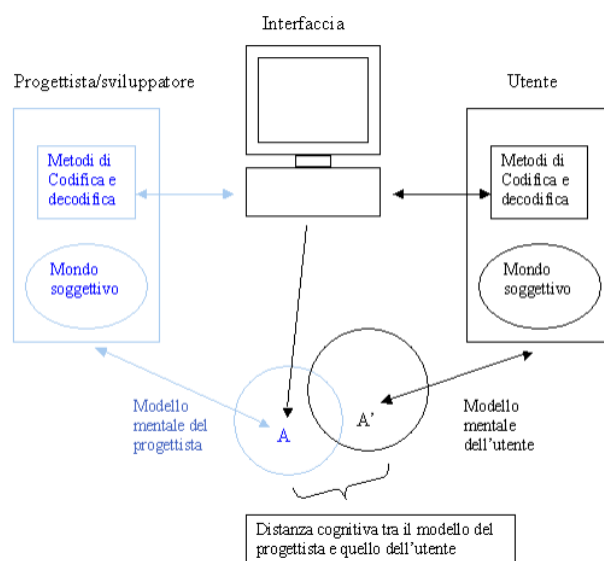 Interfaccia
Progettista/sviluppatore
Utente
Metodi di
Codifica e
decodifica
Metodi di
Codifica e
decodifica
Mondo
soggettivo
Mondo
soggettivo
Modello
mentale del
progettista
A
A'
Modello
mentale
dell'utente
Distanza cognitiva tra il modello del
progettista e quello dell'utente